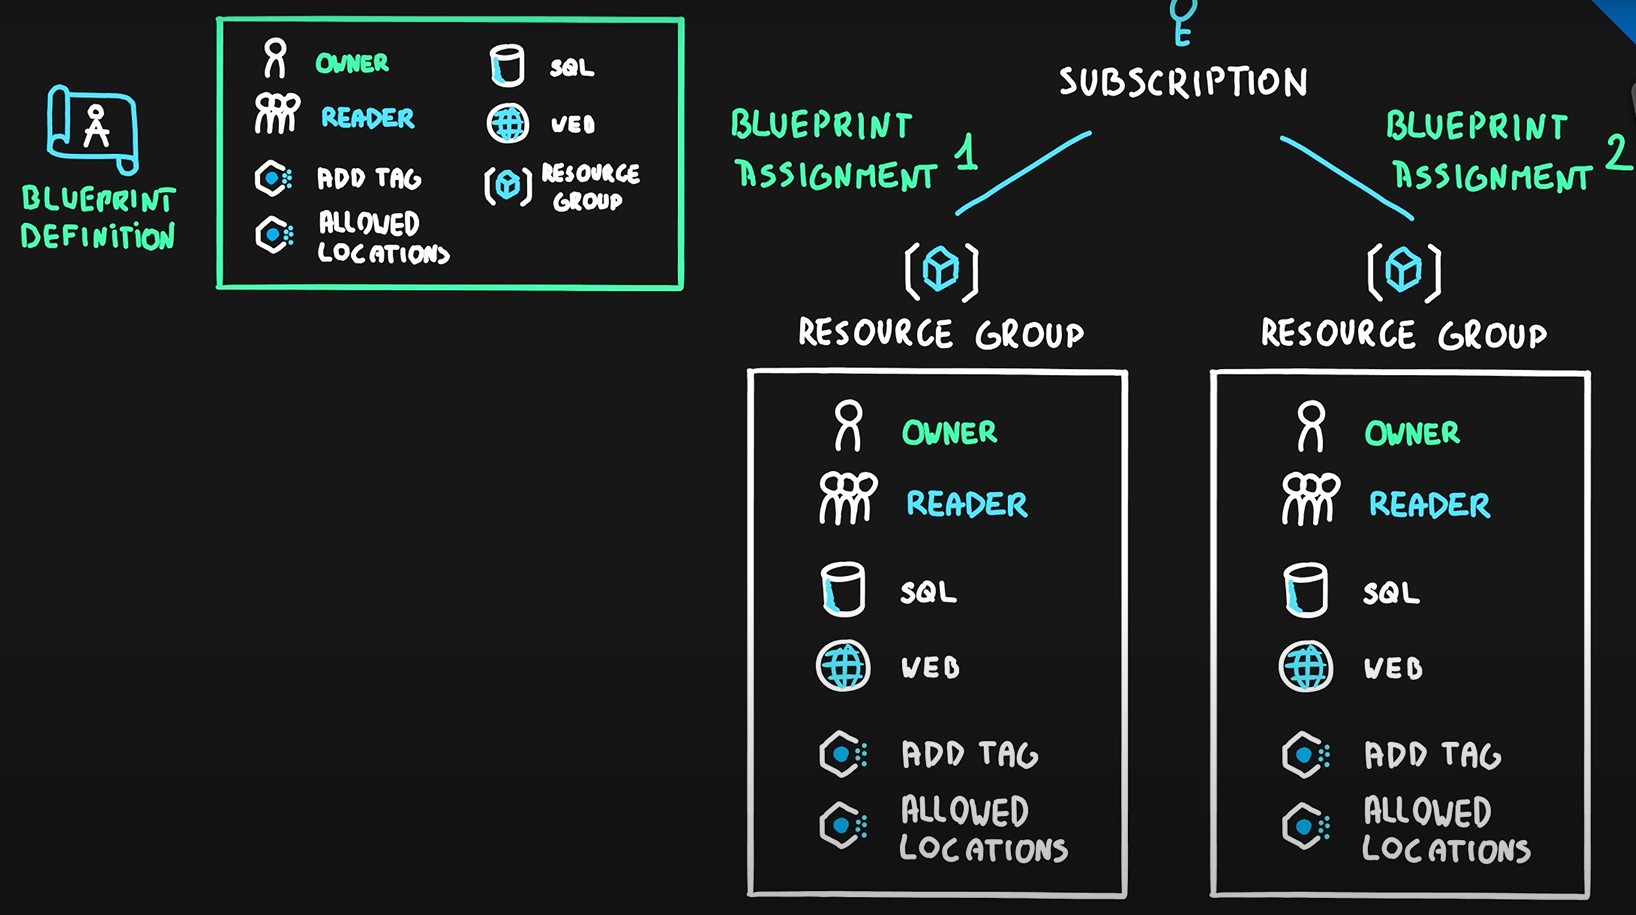 BLUEPRINT
DEFINITION
OWNER
READER
ADD TAG
ALLOWED
LOCATIONS
SQL
WEB
RESOURCE
GROUP
SUBSCRIPTION
BLUEPRINT
ASSIGNMENT 1
BLUEPRINT
ASSIGNMENT 2
RESOURCE GROUP
OWNER
READER
SQL
WEB
ADD TAG
ALLOWED
LOCATIONS
RESOURCE GROUP
OWNER
READER
SQL
WEB
ADD TAG
ALLOWED
LOCATIONS